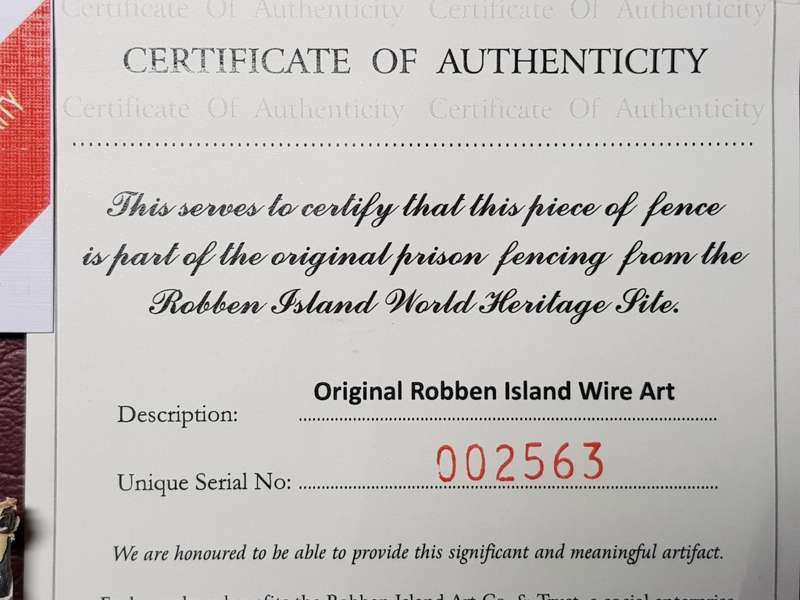 Certificate Of Authenticity Certificate Of Authenticity
CERTIFICATE OF AUTHENTICITY
Certificate Of Authenticity Certificate Of Authenticity
This serves to certify that this piece of fence
is part of the original prison fencing from the
Robben Island World Heritage Site.
Original Robben Island Wire Art
Description:
002563
Unique Serial No:
We are honoured to be able to provide this significant and meaningful artifact.